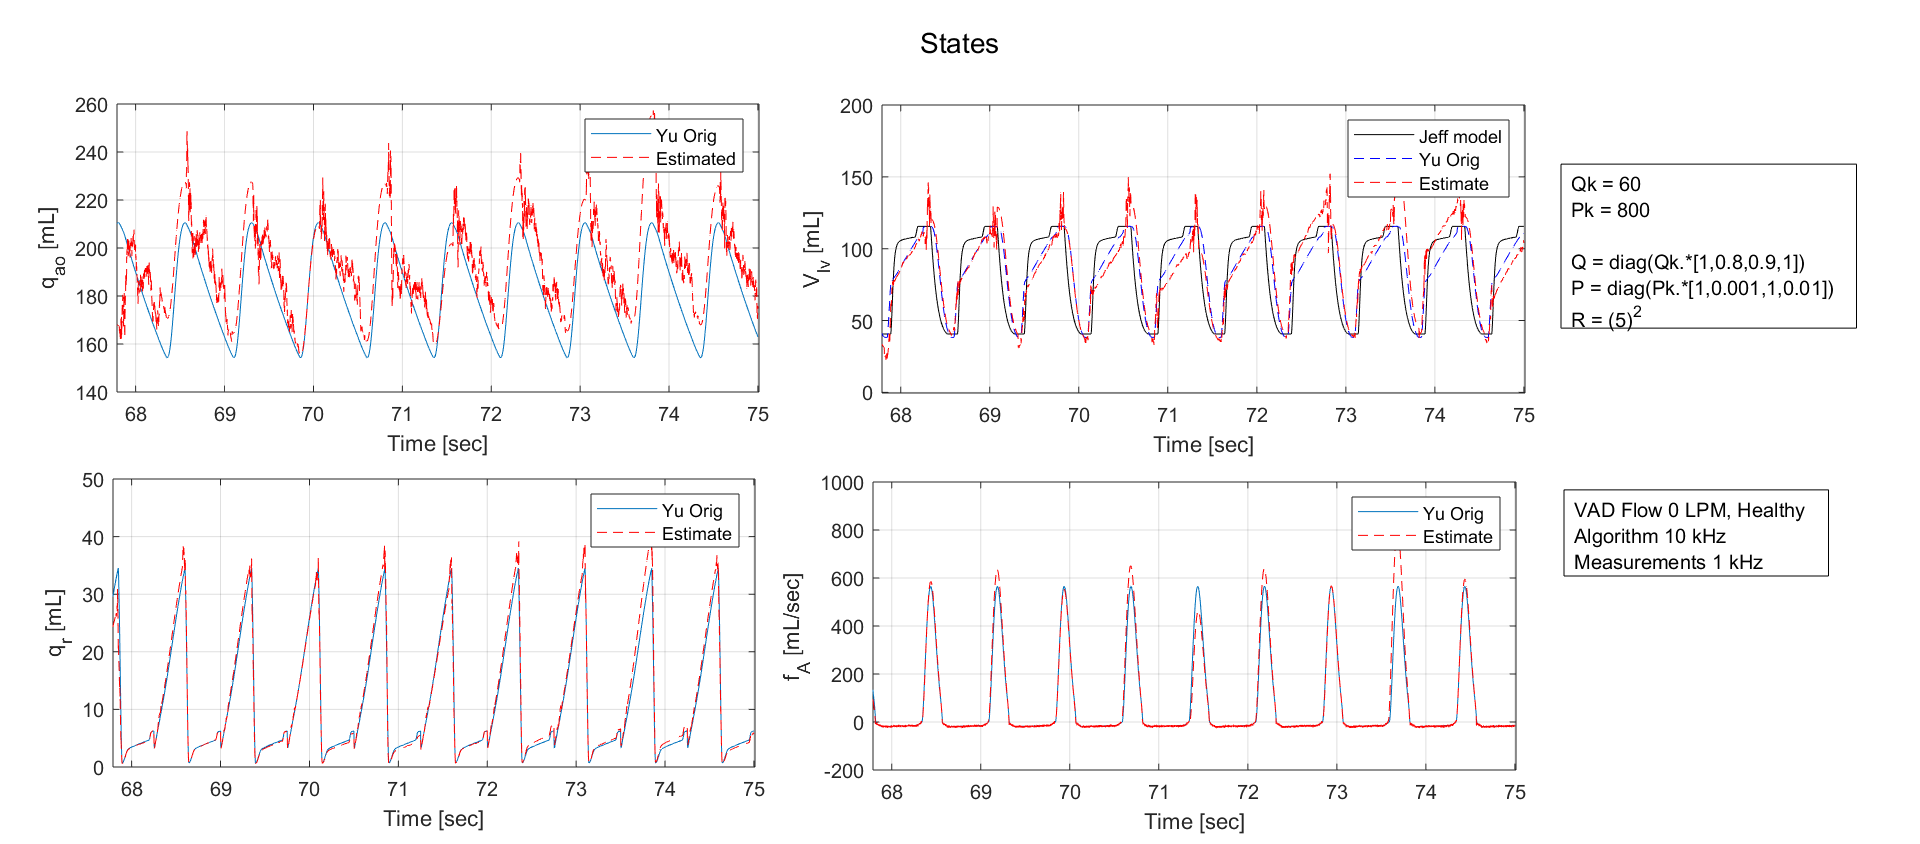 States
260
240
220
200
180
160
140
q_ao [mL]
68 69 70 71 72 73 74 75
Time [sec]
Yu Orig
Estimated
200
150
100
50
0
V_lv [mL]
68 69 70 71 72 73 74 75
Time [sec]
Jeff model
Yu Orig
Estimate
Qk = 60
Pk = 800
Q = diag(Qk.*[1,0.8,0.9,1])
P = diag(Pk.*[1,0.001,1,0.01])
R = (5)^2
50
40
30
20
10
0
q_r [mL]
68 69 70 71 72 73 74 75
Time [sec]
Yu Orig
Estimate
1000
800
600
400
200
0
-200
f_A [mL/sec]
68 69 70 71 72 73 74 75
Time [sec]
Yu Orig
Estimate
VAD Flow 0 LPM, Healthy
Algorithm 10 kHz
Measurements 1 kHz